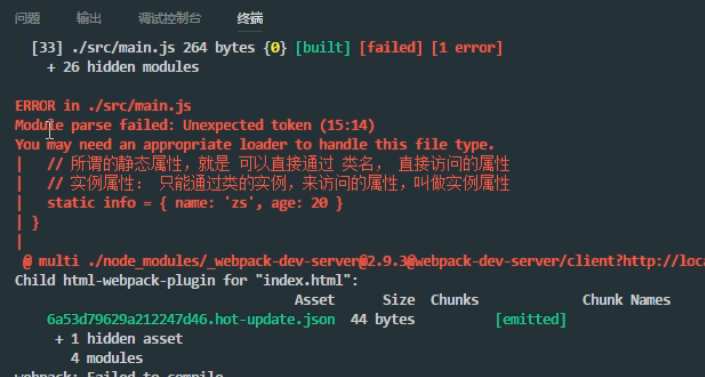 问题 输出 调试控制台 终端
[33] ./src/main.js 264 bytes {0} [built] [failed] [1 error]
+ 26 hidden modules
ERROR in ./src/main.js
Module parse failed: Unexpected token (15:14)
You may need an appropriate loader to handle this file type.
|   // 所谓的静态属性，就是 可以直接通过 类名， 直接访问的属性
|   // 实例属性： 只能通过类的实例，来访问的属性，叫做实例属性
|   static info = { name: 'zs', age: 20 }
| }
|
@ multi ./node_modules/_webpack-dev-server@2.9.3@webpack-dev-server/client?http://loca
Child html-webpack-plugin for "index.html":
Asset Size Chunks Chunk Names
6a53d79629a212247d46.hot-update.json 44 bytes [emitted]
+ 1 hidden asset
4 modules
webpack: Failed to compile